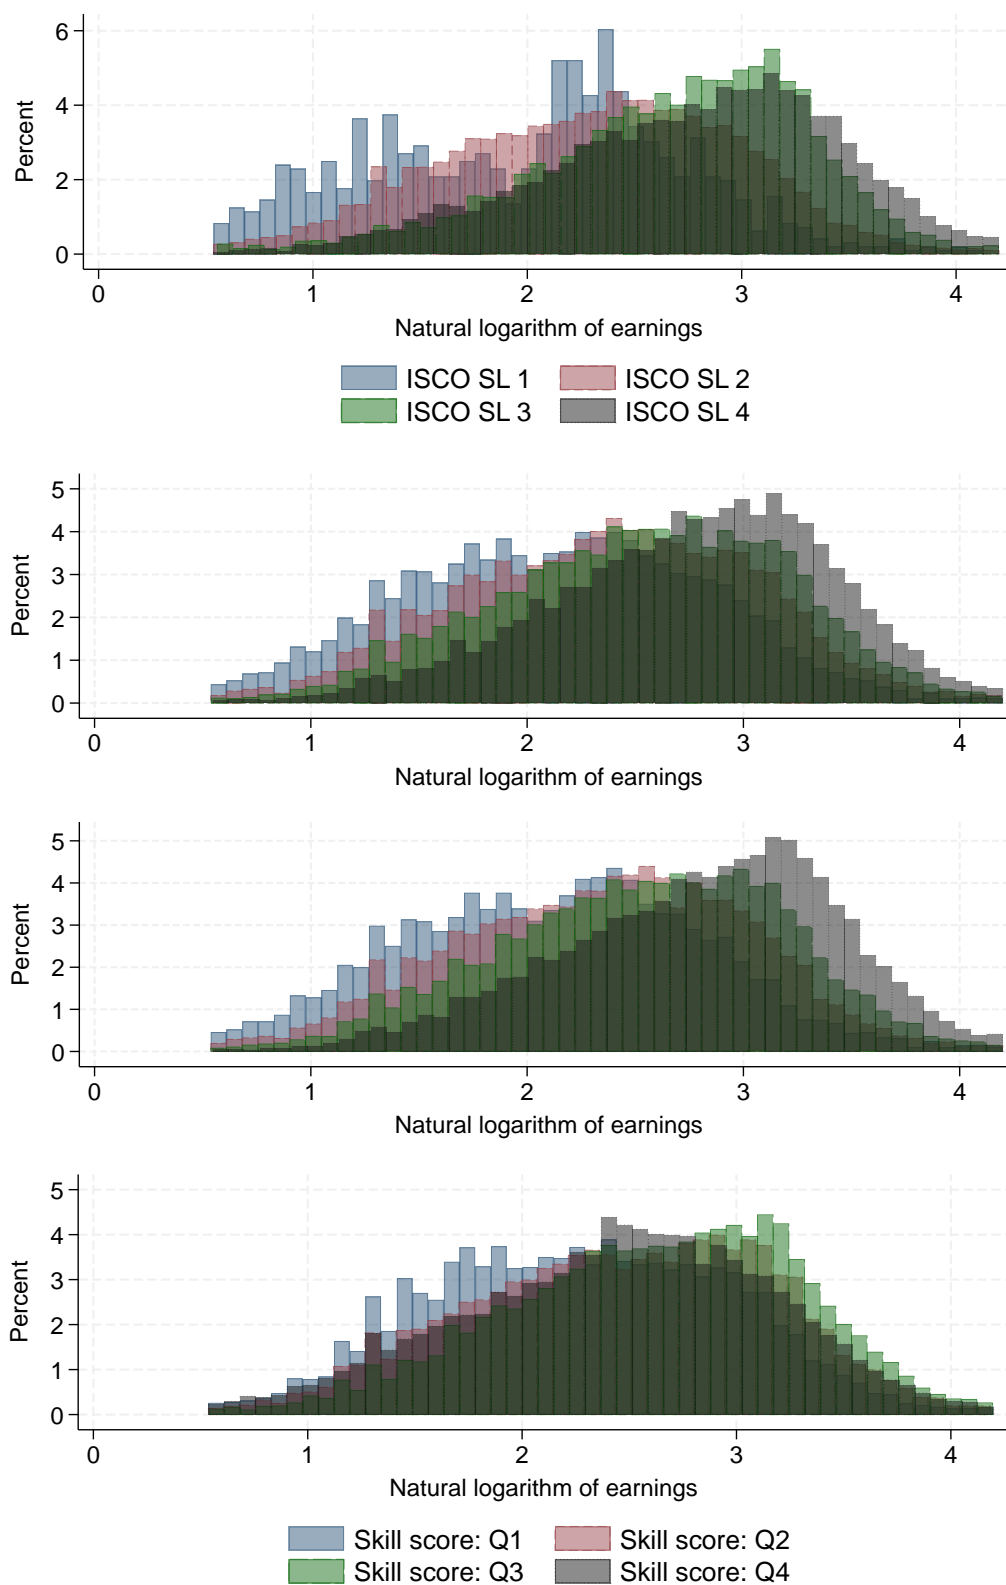 6
4
2
0
Percent
0 1 2 3 4
Natural logarithm of earnings
ISCO SL 1 ISCO SL 2
ISCO SL 3 ISCO SL 4
5
4
3
2
1
0
Percent
0 1 2 3 4
Natural logarithm of earnings
5
4
3
2
1
0
Percent
0 1 2 3 4
Natural logarithm of earnings
5
4
3
2
1
0
Percent
0 1 2 3 4
Natural logarithm of earnings
Skill score: Q1 Skill score: Q2
Skill score: Q3 Skill score: Q4